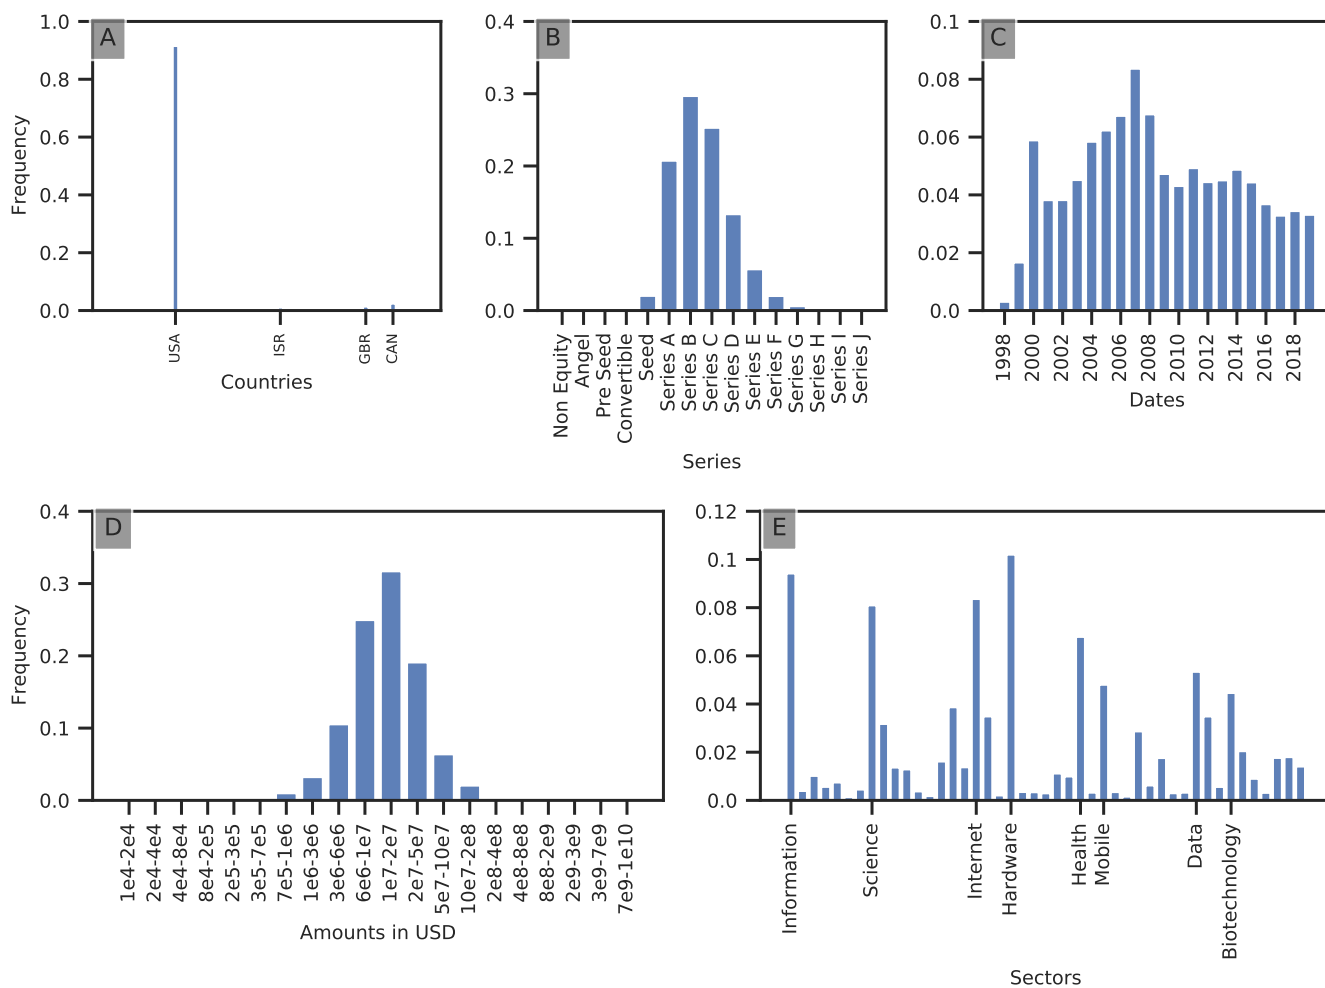 A
1.0
0.8
0.6
0.4
0.2
0.0
Frequency
USA
ISR
GBR
CAN
Countries
B
0.4
0.3
0.2
0.1
0.0
Non Equity
Angel
Pre Seed
Convertible
Seed
Series A
Series B
Series C
Series D
Series E
Series F
Series G
Series H
Series I
Series J
Series
C
0.1
0.08
0.06
0.04
0.02
0.0
1998
2000
2002
2004
2006
2008
2010
2012
2014
2016
2018
Dates
D
0.4
0.3
0.2
0.1
0.0
Frequency
1e4-2e4
2e4-4e4
4e4-8e4
8e4-2e5
2e5-3e5
3e5-7e5
7e5-1e6
1e6-3e6
3e6-6e6
6e6-1e7
1e7-2e7
2e7-5e7
5e7-10e7
10e7-2e8
2e8-4e8
4e8-8e8
8e8-2e9
2e9-3e9
3e9-7e9
7e9-1e10
Amounts in USD
E
0.12
0.1
0.08
0.06
0.04
0.02
0.0
Information
Science
Internet
Hardware
Health
Mobile
Data
Biotechnology
Sectors